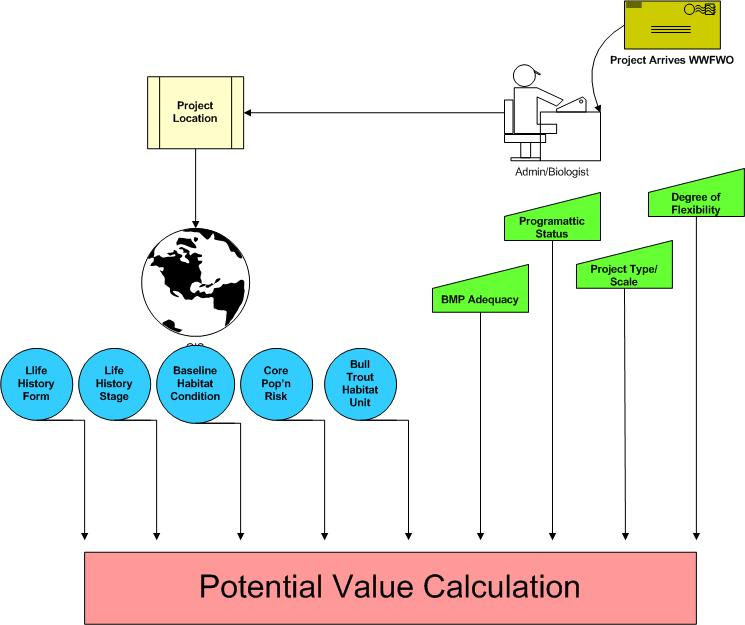 Project Arrives WWFWO
Project
Location
Admin/Biologist
Degree of
Flexibility
Programattic
Status
Project Type/
Scale
BMP Adequacy
Llife
History
Form
Life
History
Stage
Baseline
Habitat
Condition
Core
Pop'n
Risk
Bull
Trout
Habitat
Unit
Potential Value Calculation